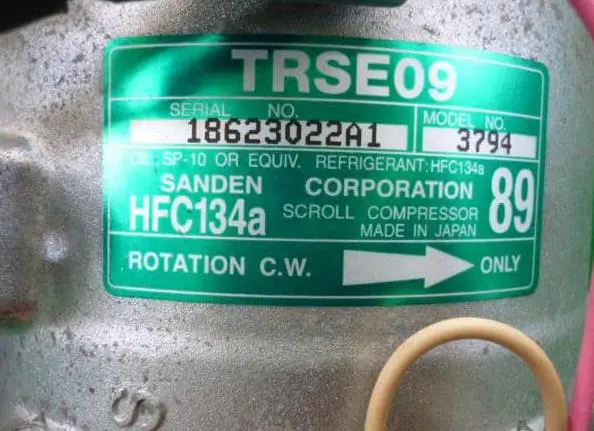 TRSE09
SERIAL NO.
MODEL NO.
18623022A1
3794
OIL: SP-10 OR EQUIV. REFRIGERANT: HFC134a
SANDEN CORPORATION
89
HFC134a
SCROLL COMPRESSOR
MADE IN JAPAN
ROTATION C.W. ONLY
S